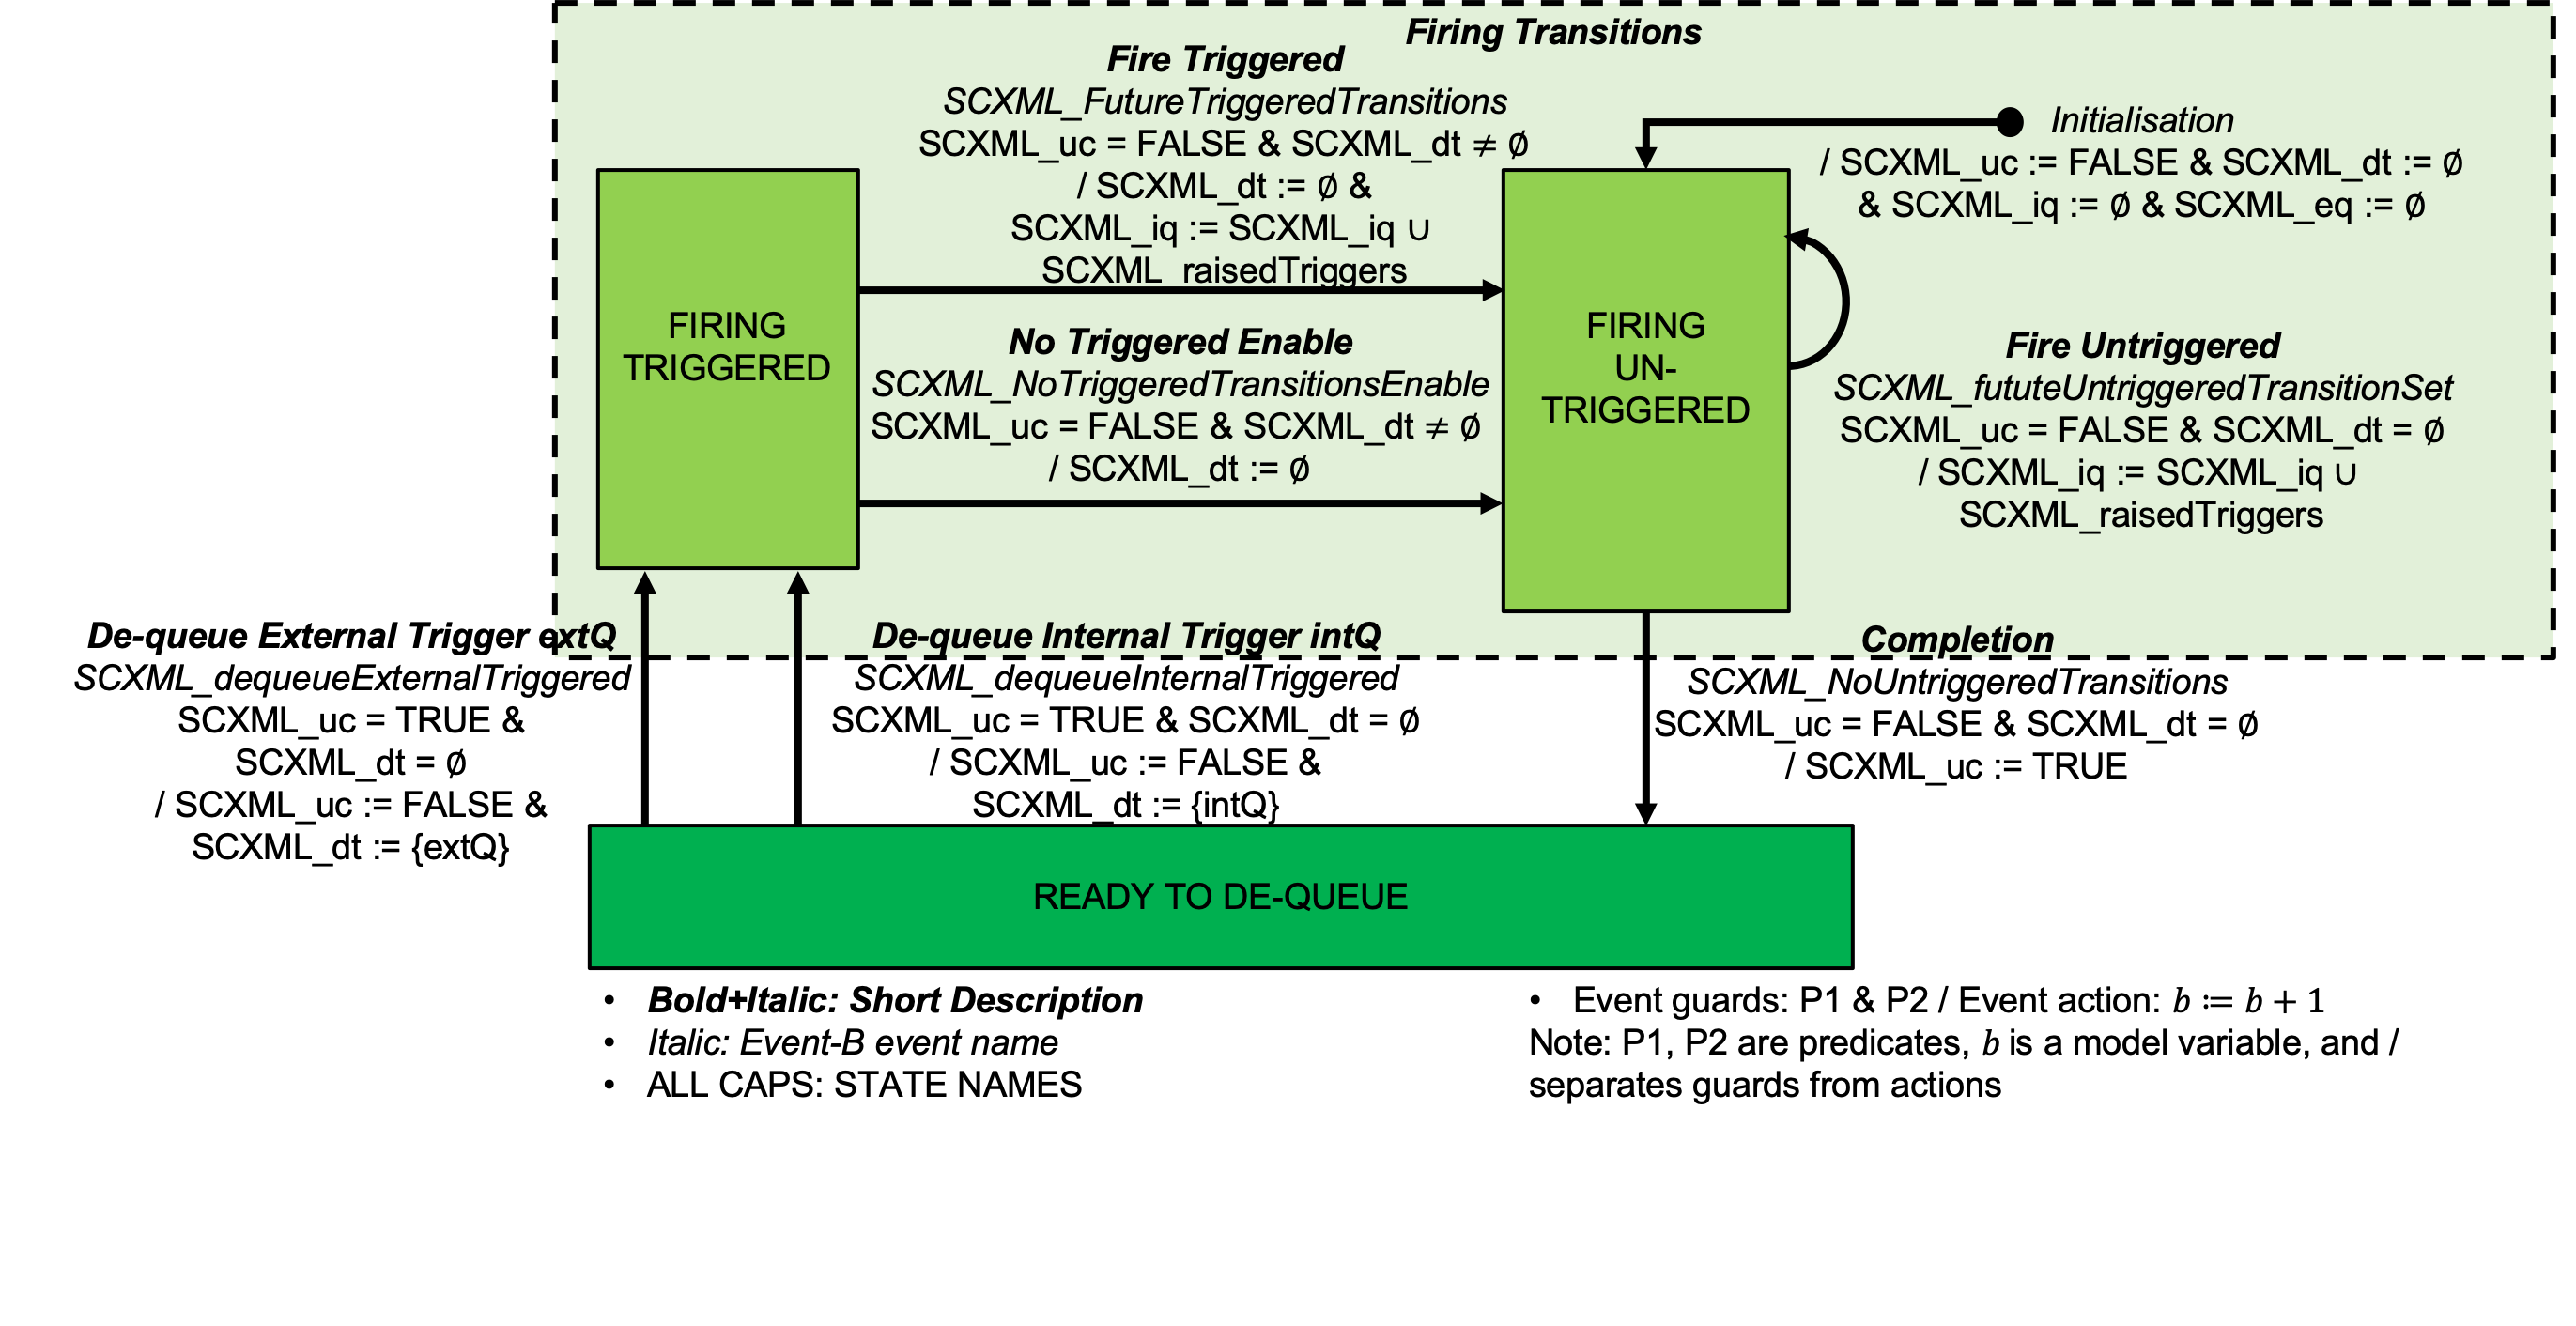 Firing Transitions
Fire Triggered
SCXML_FutureTriggeredTransitions
SCXML_uc = FALSE & SCXML_dt ≠ ∅
/ SCXML_dt := ∅ &
SCXML_iq := SCXML_iq ∪
SCXML_raisedTriggers
Initialisation
/ SCXML_uc := FALSE & SCXML_dt := ∅
& SCXML_iq := ∅ & SCXML_eq := ∅
FIRING
TRIGGERED
No Triggered Enable
SCXML_NoTriggeredTransitionsEnable
SCXML_uc = FALSE & SCXML_dt ≠ ∅
/ SCXML_dt := ∅
FIRING
UN-
TRIGGERED
Fire Untriggered
SCXML_fututeUntriggeredTransitionSet
SCXML_uc = FALSE & SCXML_dt = ∅
/ SCXML_iq := SCXML_iq ∪
SCXML_raisedTriggers
De-queue External Trigger extQ
SCXML_dequeueExternalTriggered
SCXML_uc = TRUE &
SCXML_dt = ∅
/ SCXML_uc := FALSE &
SCXML_dt := {extQ}
De-queue Internal Trigger intQ
SCXML_dequeueInternalTriggered
SCXML_uc = TRUE & SCXML_dt = ∅
/ SCXML_uc := FALSE &
SCXML_dt := {intQ}
Completion
SCXML_NoUntriggeredTransitions
SCXML_uc = FALSE & SCXML_dt = ∅
/ SCXML_uc := TRUE
READY TO DE-QUEUE
• Bold+Italic: Short Description
• Italic: Event-B event name
• ALL CAPS: STATE NAMES
• Event guards: P1 & P2 / Event action: b := b + 1
Note: P1, P2 are predicates, b is a model variable, and /
separates guards from actions